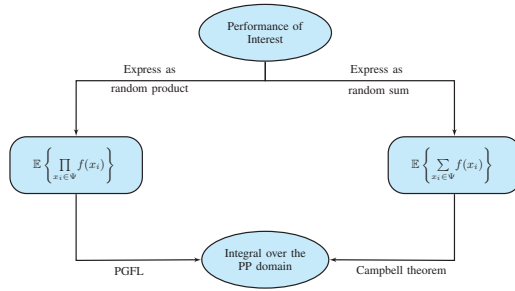 Performance of
Interest
Express as
random product
Express as
random sum
𝔼 { ∏ f(x_i) }
x_i∈Ψ
𝔼 { ∑ f(x_i) }
x_i∈Ψ
Integral over the
PP domain
PGFL
Campbell theorem